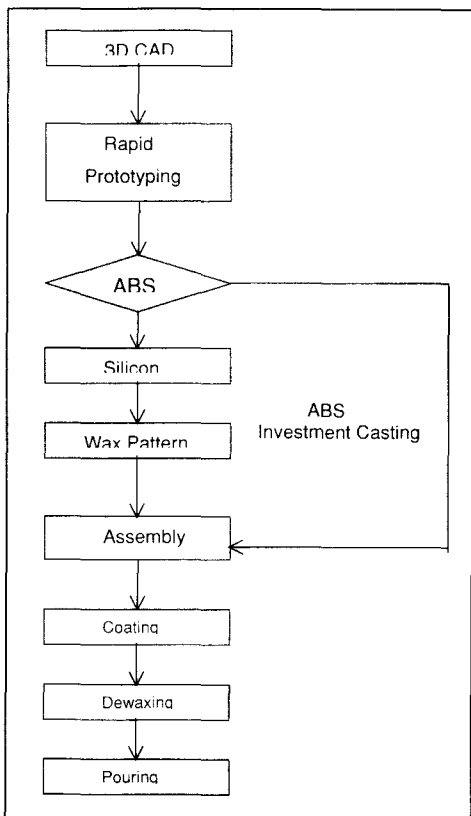 3D CAD
Rapid
Prototyping
ABS
Silicon
Wax Pattern
ABS
Investment Casting
Assembly
Coating
Dewaxing
Pouring